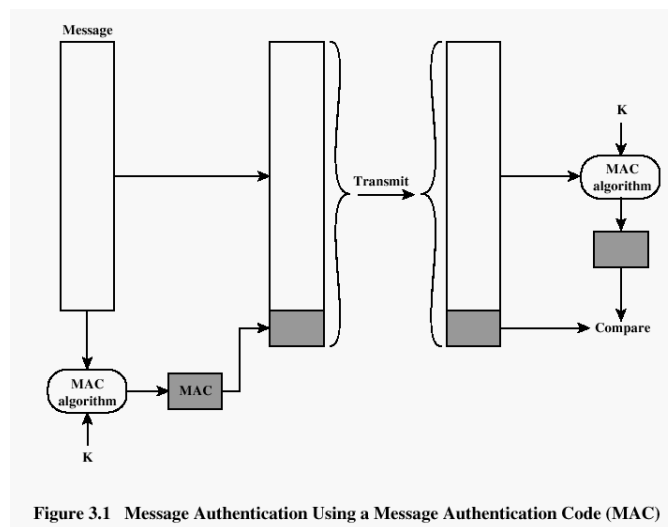 Message
K
MAC
algorithm
Transmit
Compare
MAC
algorithm
MAC
K
Figure 3.1 Message Authentication Using a Message Authentication Code (MAC)